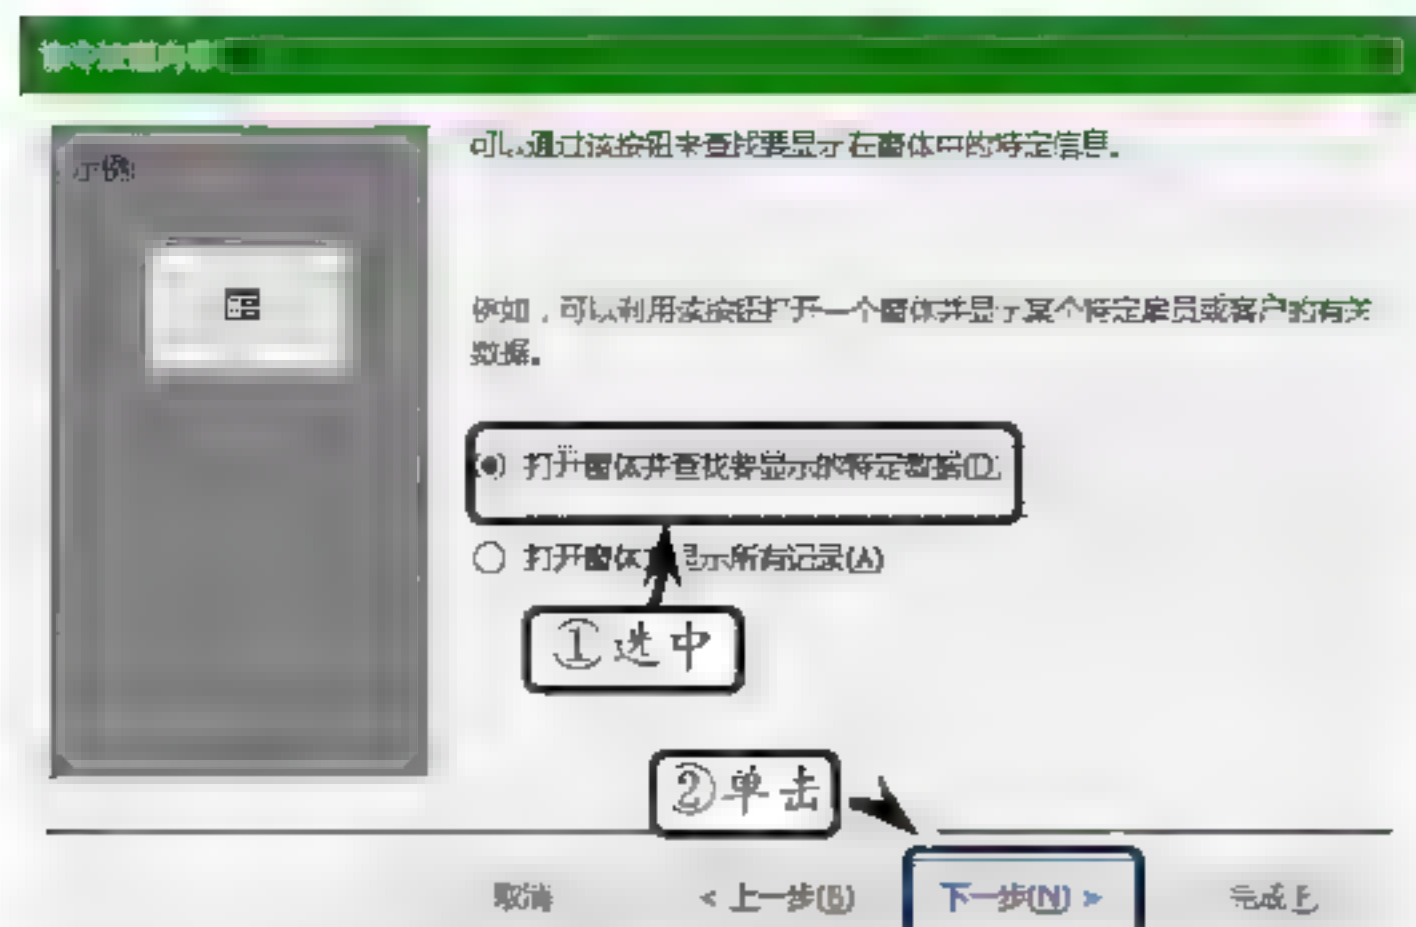 示例:
可以通过该按钮来查找要显示在窗体中的特定信息。
例如，可以利用该按钮打开一个窗体并显示某个特定雇员或客户的有关
数据。
打开窗体并查找要显示的特定数据(D)
打开窗体并显示所有记录(A)
①选中
②单击
取消
< 上一步(B)
下一步(N) >
完成(F)